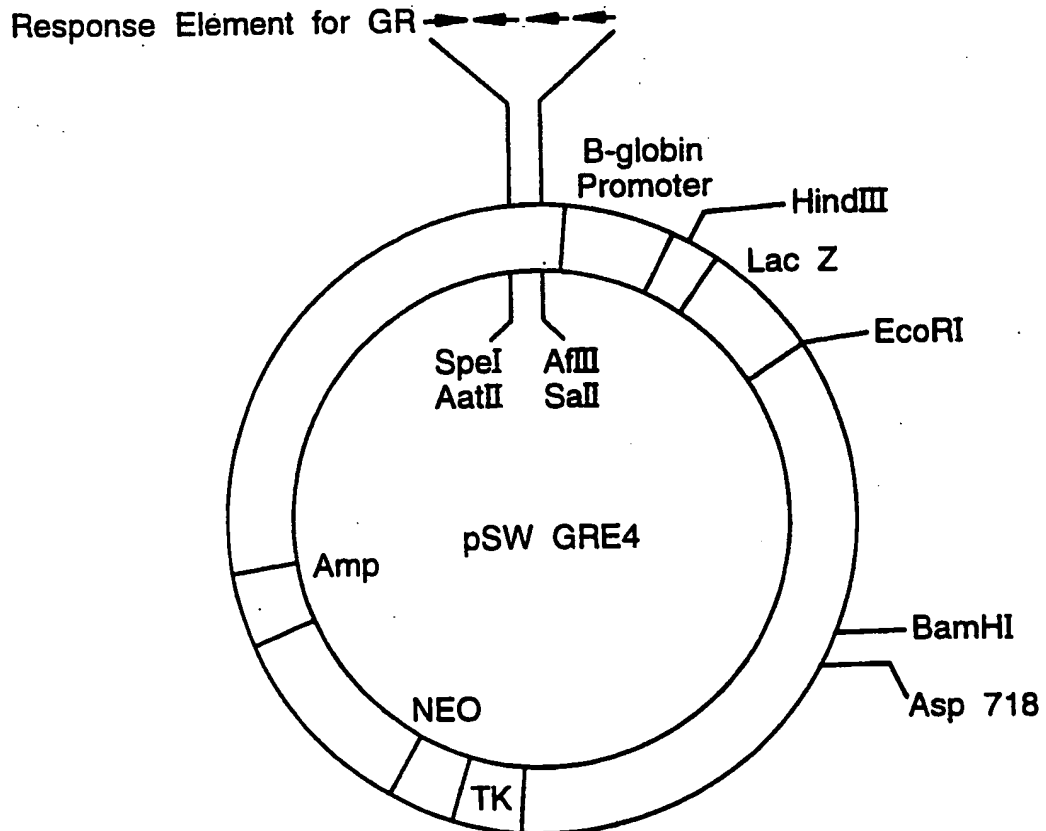 Response Element for GR
B-globin
Promoter
HindIII
Lac Z
EcoRI
SpeI AflII
AatII SalI
pSW GRE4
Amp
BamHI
Asp 718
NEO
TK